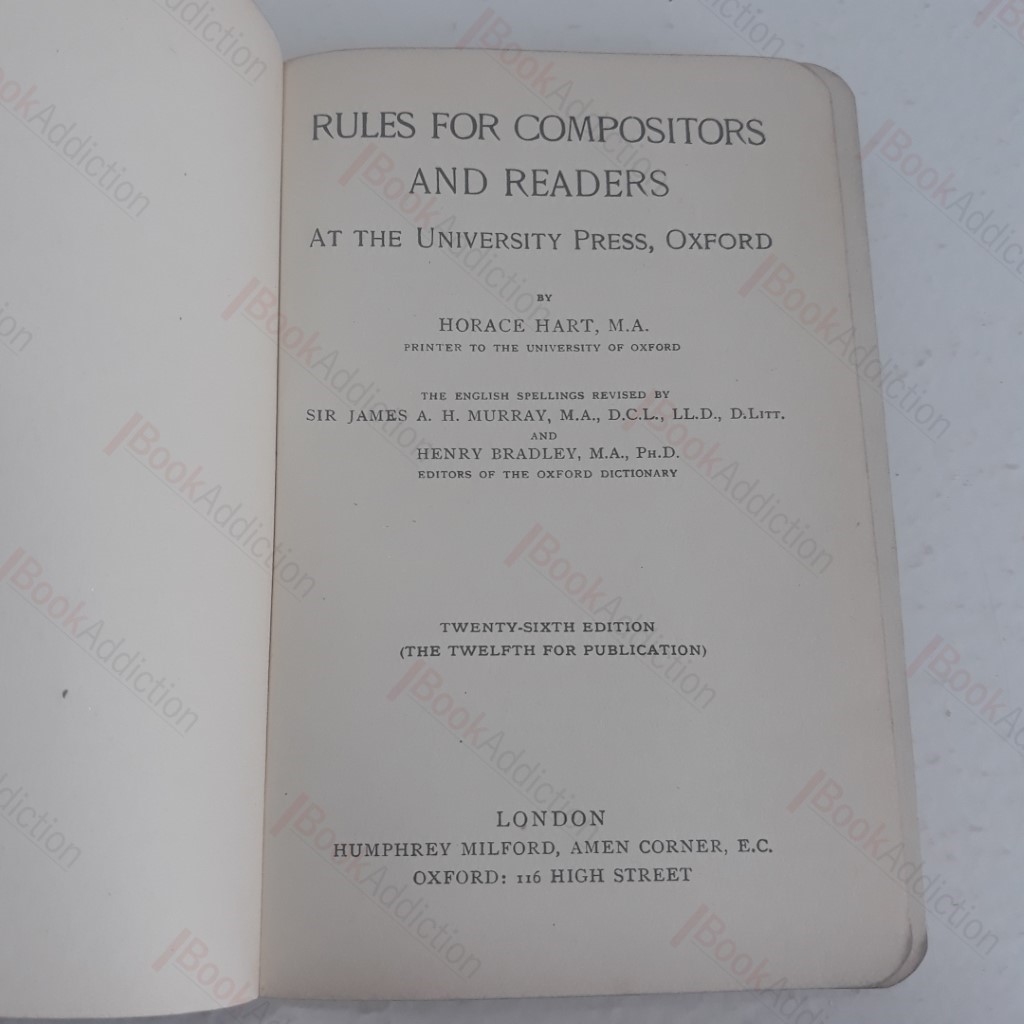 RULES FOR COMPOSITORS
AND READERS
AT THE UNIVERSITY PRESS, OXFORD
BY
HORACE HART, M.A.
PRINTER TO THE UNIVERSITY OF OXFORD
THE ENGLISH SPELLINGS REVISED BY
SIR JAMES A. H. MURRAY, M.A., D.C.L., LL.D., D.LITT.
AND
HENRY BRADLEY, M.A., PH.D.
EDITORS OF THE OXFORD DICTIONARY
TWENTY-SIXTH EDITION
(THE TWELFTH FOR PUBLICATION)
LONDON
HUMPHREY MILFORD, AMEN CORNER, E.C.
OXFORD: 116 HIGH STREET
BookAddiction